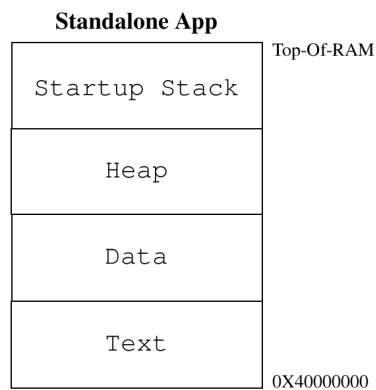 Standalone App
Top-Of-RAM
Startup Stack
Heap
Data
Text
0X40000000